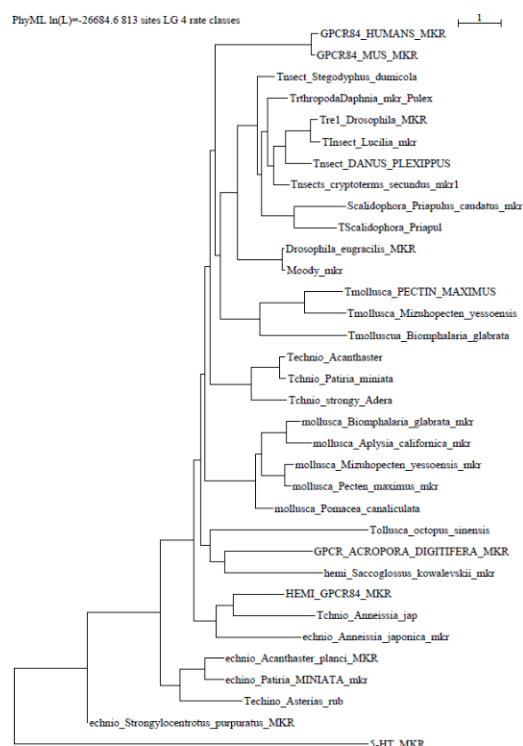 PhyML ln(L)=-26684.6 813 sites LG 4 rate classes
1
GPCR84_HUMANS_MKR
GPCR84_MUS_MKR
Tnsect_Stegodyphus_dumicola
TrthropodaDaphnia_mkr_Pulex
Tre1_Drosophila_MKR
TInsect_Lucilia_mkr
Tnsect_DANUS_PLEXIPPUS
Tnsects_cryptoterms_secundus_mkr1
Scalidophora_Priapulus_caudatus_mkr
TScalidophora_Priapul
Drosophila_eugracilis_MKR
Moody_mkr
Tmollusca_PECTIN_MAXIMUS
Tmollusca_Mizuhopecten_yessoensis
Tmolluscua_Biomphalaria_glabrata
Technio_Acanthaster
Tchnio_Patiria_miniata
Tchnio_strongy_Adera
mollusca_Biomphalaria_glabrata_mkr
mollusca_Aplysia_californica_mkr
mollusca_Mizuhopecten_yessoensis_mkr
mollusca_Pecten_maximus_mkr
mollusca_Pomacea_canaliculata
Tollusca_octopus_sinensis
GPCR_ACROPORA_DIGITIFERA_MKR
hemi_Saccoglossus_kowalevskii_mkr
HEMI_GPCR84_MKR
Tchnio_Anneissia_jap
echnio_Anneissia_japonica_mkr
echnio_Acanthaster_planci_MKR
echino_Patiria_MINIATA_mkr
Techino_Asterias_rub
echnio_Strongylocentrotus_purpuratus_MKR
5-HT_MKR